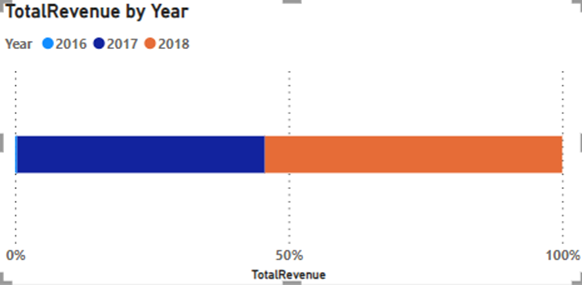 TotalRevenue by Year
Year 2016 2017 2018
0% 50% 100%
TotalRevenue